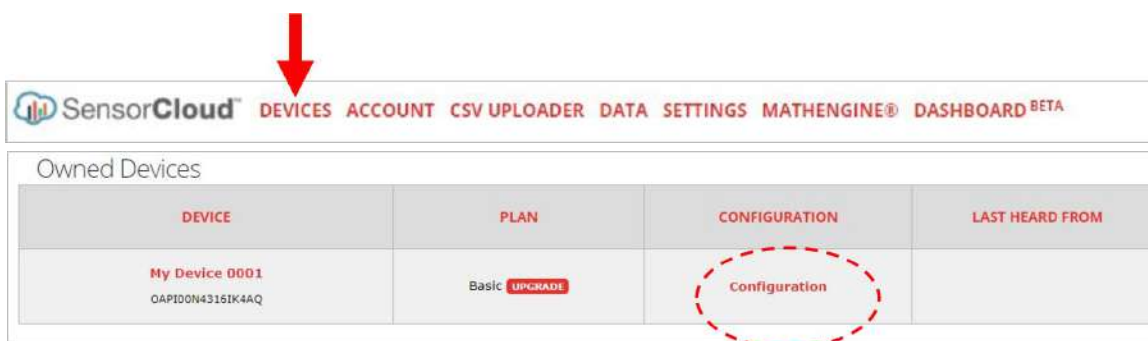 SensorCloud™ DEVICES ACCOUNT CSV UPLOADER DATA SETTINGS MATHENGINE® DASHBOARD BETA
Owned Devices
DEVICE PLAN CONFIGURATION LAST HEARD FROM
My Device 0001 Basic UPGRADE Configuration
OAPI00N4316IK4AQ